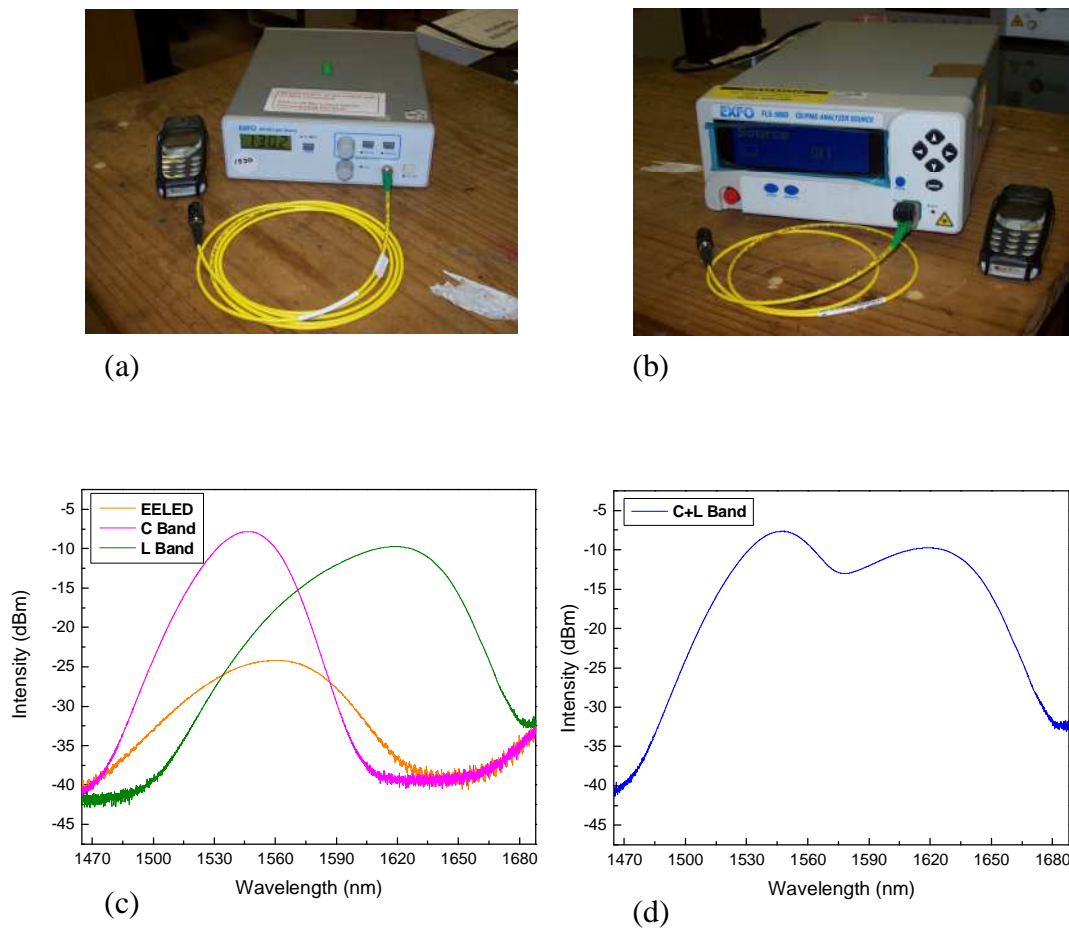 EXFO
1550
EXFO FLS-5800 CD/PMD ANALYZER SOURCE
Source
OFF
(a)
(b)
EELED
C Band
L Band
-5
-10
-15
-20
-25
-30
-35
-40
-45
1470 1500 1530 1560 1590 1620 1650 1680
Intensity (dBm)
Wavelength (nm)
(c)
C+L Band
-5
-10
-15
-20
-25
-30
-35
-40
-45
1470 1500 1530 1560 1590 1620 1650 1680
Intensity (dBm)
Wavelength (nm)
(d)